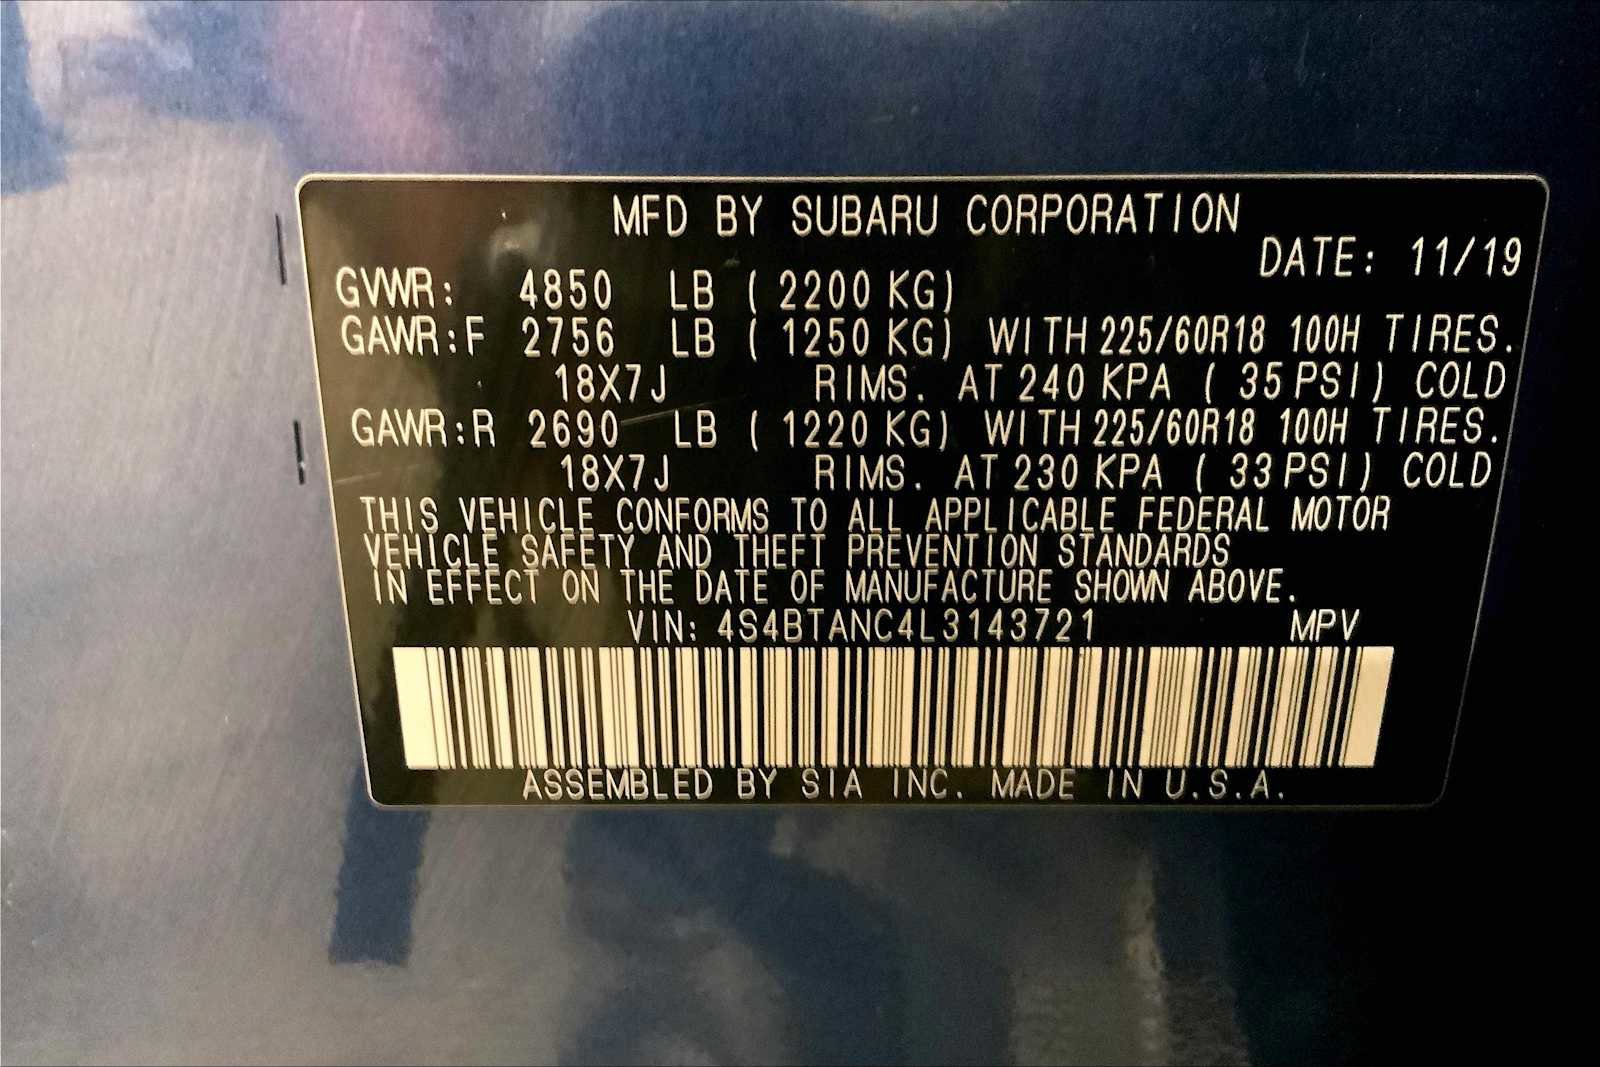 MFD BY SUBARU CORPORATION
DATE: 11/19
GVWR: 4850 LB ( 2200 KG)
GAWR:F 2756 LB ( 1250 KG) WITH 225/60R18 100H TIRES.
18X7J RIMS. AT 240 KPA ( 35 PSI) COLD
GAWR:R 2690 LB ( 1220 KG) WITH 225/60R18 100H TIRES.
18X7J RIMS. AT 230 KPA ( 33 PSI) COLD
THIS VEHICLE CONFORMS TO ALL APPLICABLE FEDERAL MOTOR
VEHICLE SAFETY AND THEFT PREVENTION STANDARDS
IN EFFECT ON THE DATE OF MANUFACTURE SHOWN ABOVE.
VIN: 4S4BTANC4L3143721 MPV
ASSEMBLED BY SIA INC. MADE IN U.S.A.